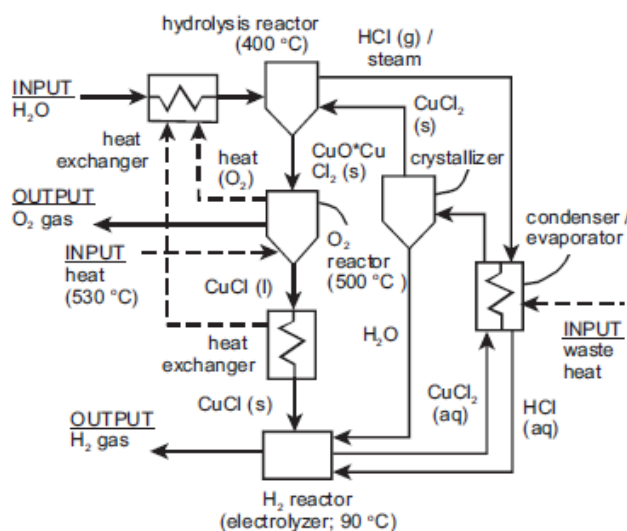 hydrolysis reactor
(400 °C)
HCl (g) /
steam
INPUT
H₂O
CuCl₂
(s)
heat
exchanger
heat
(O₂)
CuO*Cu
Cl₂ (s)
crystallizer
OUTPUT
O₂ gas
condenser /
evaporator
INPUT
heat
(530 °C)
O₂
reactor
(500°C )
CuCl (l)
H₂O
INPUT
waste
heat
heat
exchanger
CuCl₂
(aq)
HCl
(aq)
CuCl (s)
OUTPUT
H₂ gas
H₂ reactor
(electrolyzer; 90 °C)